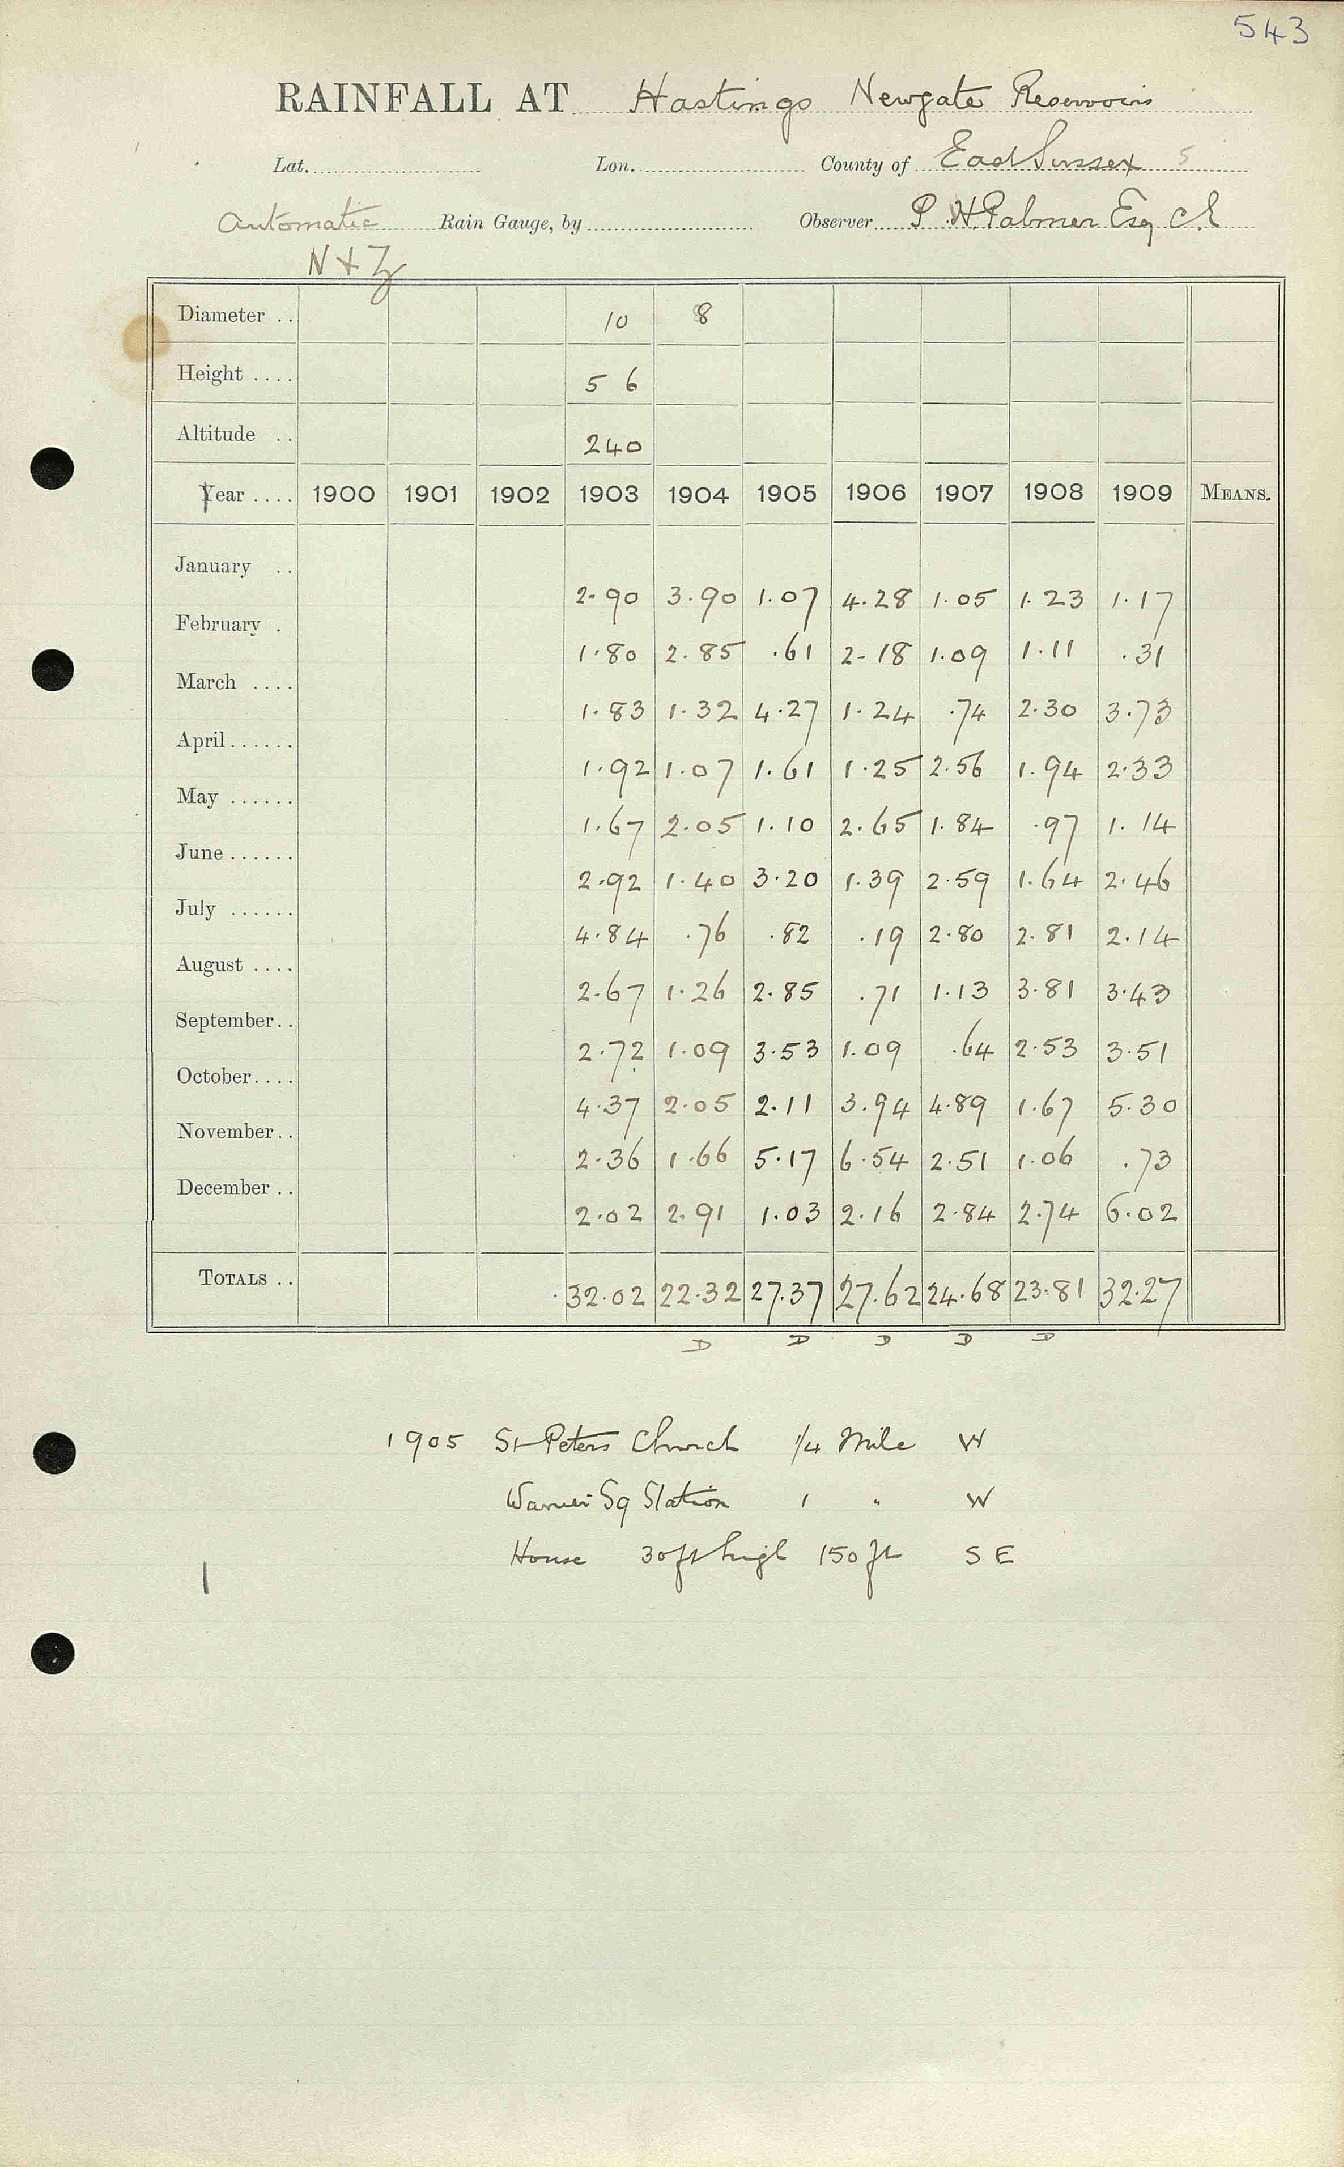 543
RAINFALL AT Hastings Newgate Reservoir
Lat. Lon. County of East Sussex 5
Automatic Rain Gauge, by Observer P. H. Palmer Esq C.E
N & Z
Diameter .. 10 8
Height .... 5 6
Altitude .. 240
Year .... 1900 1901 1902 1903 1904 1905 1906 1907 1908 1909 MEANS.
January .. 2.90 3.90 1.07 4.28 1.05 1.23 1.17
February . 1.80 2.85 .61 2.18 1.09 1.11 .31
March .... 1.83 1.32 4.27 1.24 .74 2.30 3.73
April...... 1.92 1.07 1.61 1.25 2.56 1.94 2.33
May ...... 1.67 2.05 1.10 2.65 1.84 .97 1.14
June...... 2.92 1.40 3.20 1.39 2.59 1.64 2.46
July ...... 4.84 .76 .82 .19 2.80 2.81 2.14
August .... 2.67 1.26 2.85 .71 1.13 3.81 3.43
September.. 2.72 1.09 3.53 1.09 .64 2.53 3.51
October.... 4.37 2.05 2.11 3.94 4.89 1.67 5.30
November.. 2.36 1.66 5.17 6.54 2.51 1.06 .73
December .. 2.02 2.91 1.03 2.16 2.84 2.74 6.02
TOTALS .. 32.02 22.32 27.37 27.62 24.68 23.81 32.27
D D D D D
1905 St Peters Church 1/4 Mile W
Warrior Sq Station 1 " W
House 30 ft high 150 ft S E